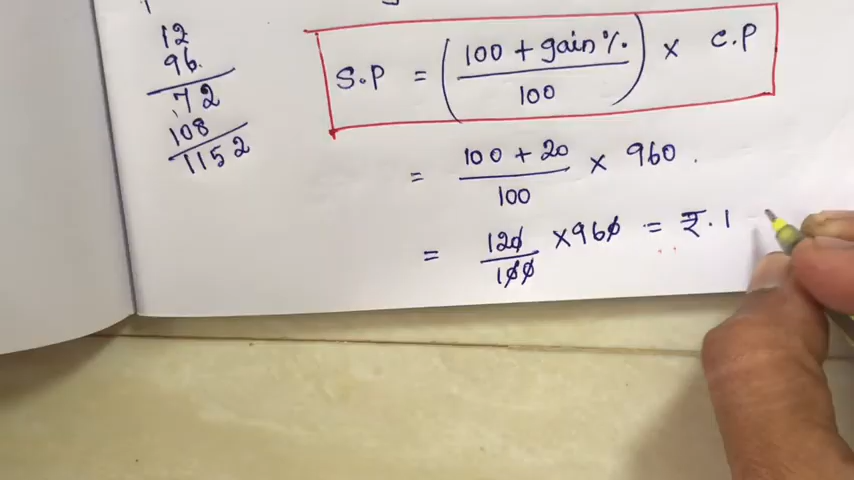 12
96.
72
108
1152
S.P = (100 + gain % / 100) × C.P
= 100 + 20 / 100 × 960.
= 120 / 100 × 960 = ₹. 1